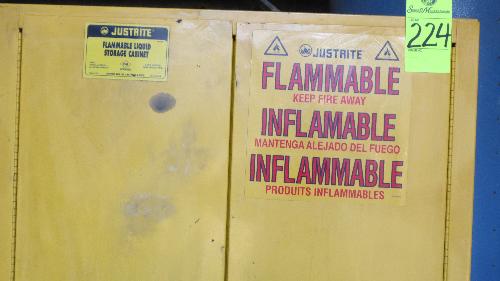 JUSTRITE
FLAMMABLE LIQUID
STORAGE CABINET
JUSTRITE
FLAMMABLE
KEEP FIRE AWAY
INFLAMABLE
MANTENGA ALEJADO DEL FUEGO
INFLAMMABLE
PRODUITS INFLAMMABLES
224